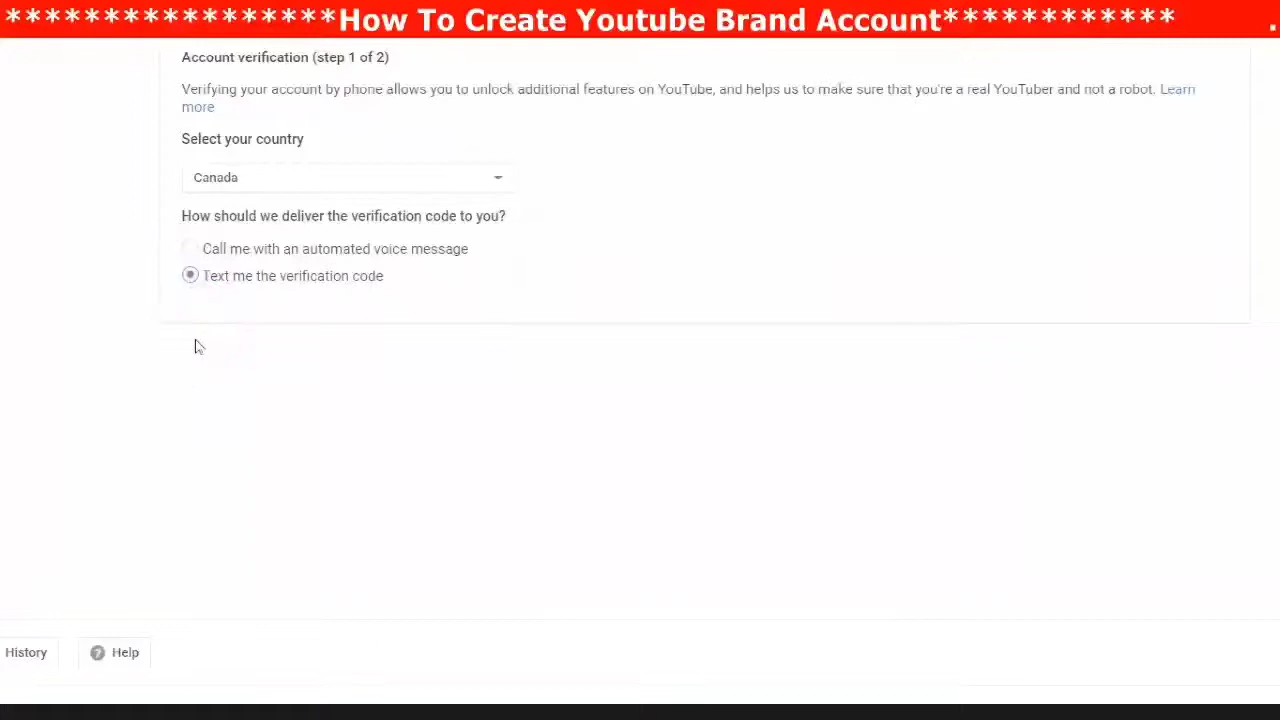 *****************How To Create Youtube Brand Account************ .
Account verification (step 1 of 2)
Verifying your account by phone allows you to unlock additional features on YouTube, and helps us to make sure that you're a real YouTuber and not a robot. Learn
more
Select your country
Canada
How should we deliver the verification code to you?
Call me with an automated voice message
Text me the verification code
History
Help